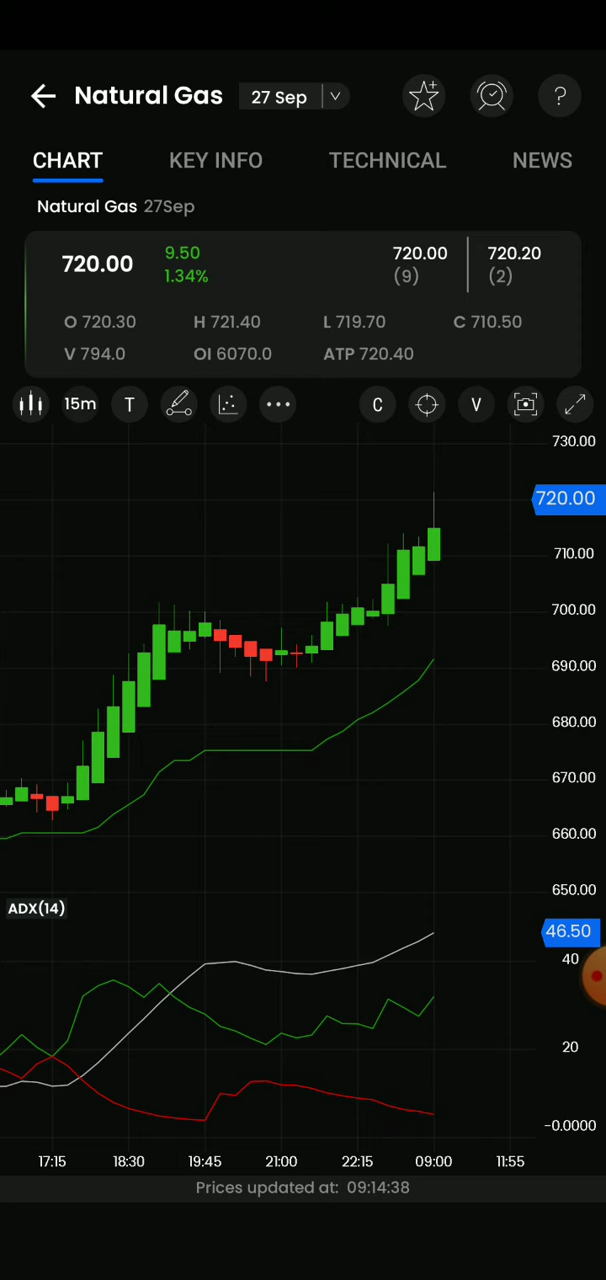 Natural Gas 27 Sep ?
CHART KEY INFO TECHNICAL NEWS
Natural Gas 27Sep
720.00 9.50 1.34% 720.00 (9) 720.20 (2)
O 720.30 H 721.40 L 719.70 C 710.50
V 794.0 OI 6070.0 ATP 720.40
15m T C V
730.00
720.00
710.00
700.00
690.00
680.00
670.00
660.00
650.00
ADX(14)
46.50
40
20
-0.0000
17:15 18:30 19:45 21:00 22:15 09:00 11:55
Prices updated at: 09:14:38